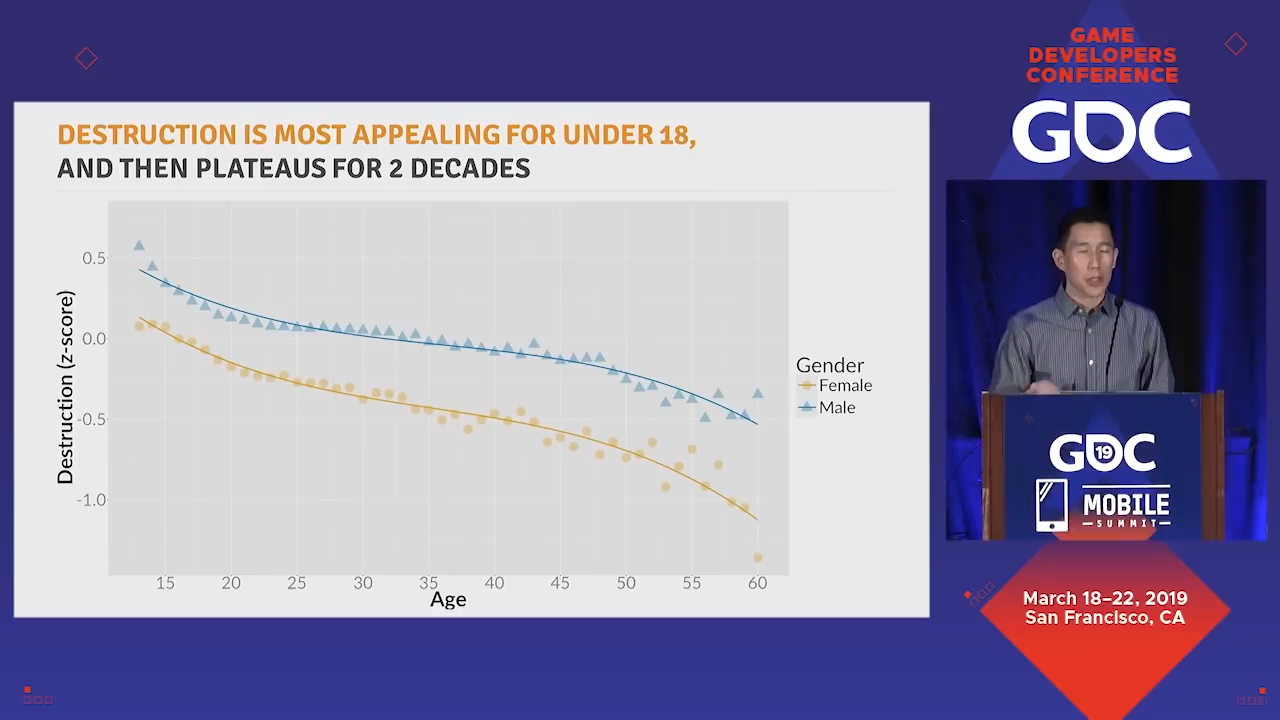 GAME
DEVELOPERS
CONFERENCE
GDC
DESTRUCTION IS MOST APPEALING FOR UNDER 18,
AND THEN PLATEAUS FOR 2 DECADES
Destruction (z-score)
0.5
0.0
-0.5
-1.0
15 20 25 30 35 40 45 50 55 60
Age
Gender
Female
Male
GDC
19
MOBILE
SUMMIT
March 18–22, 2019
San Francisco, CA